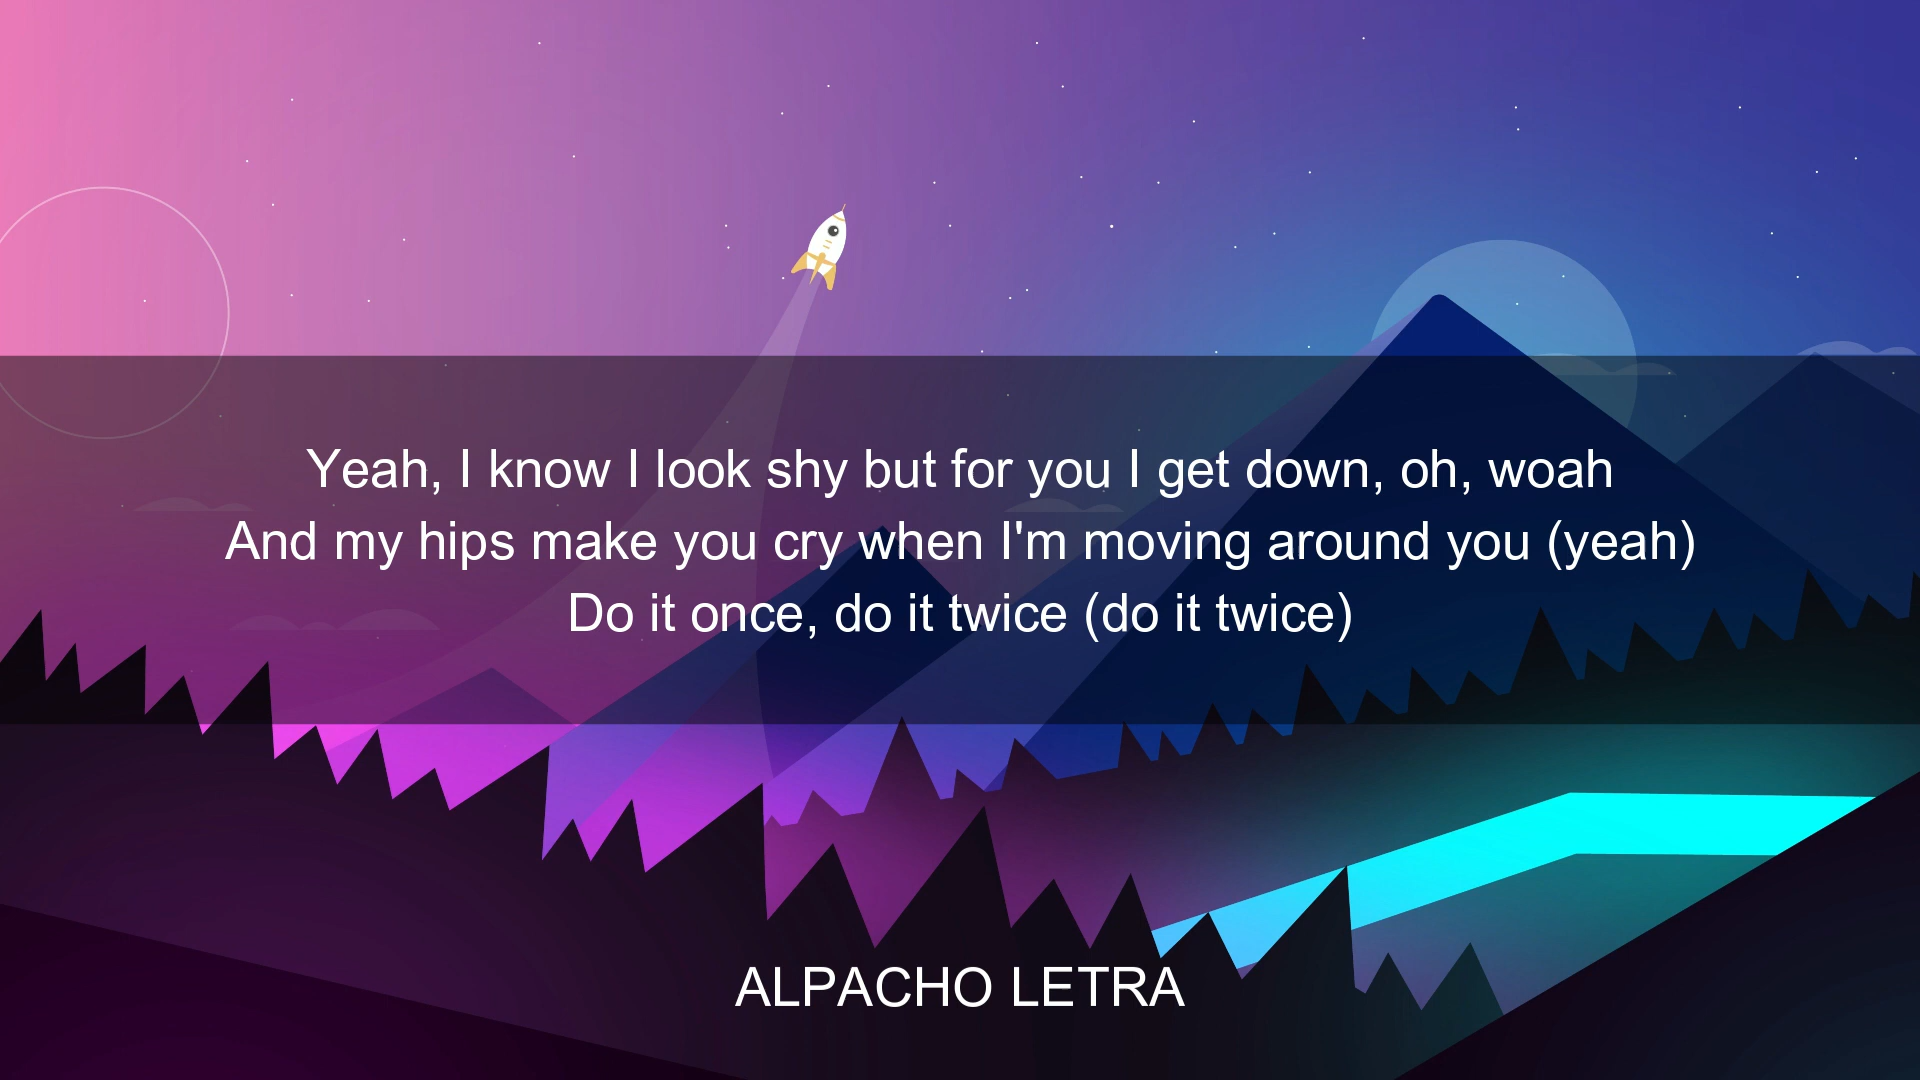 Yeah, I know I look shy but for you I get down, oh, woah
And my hips make you cry when I'm moving around you (yeah)
Do it once, do it twice (do it twice)
ALPACHO LETRA